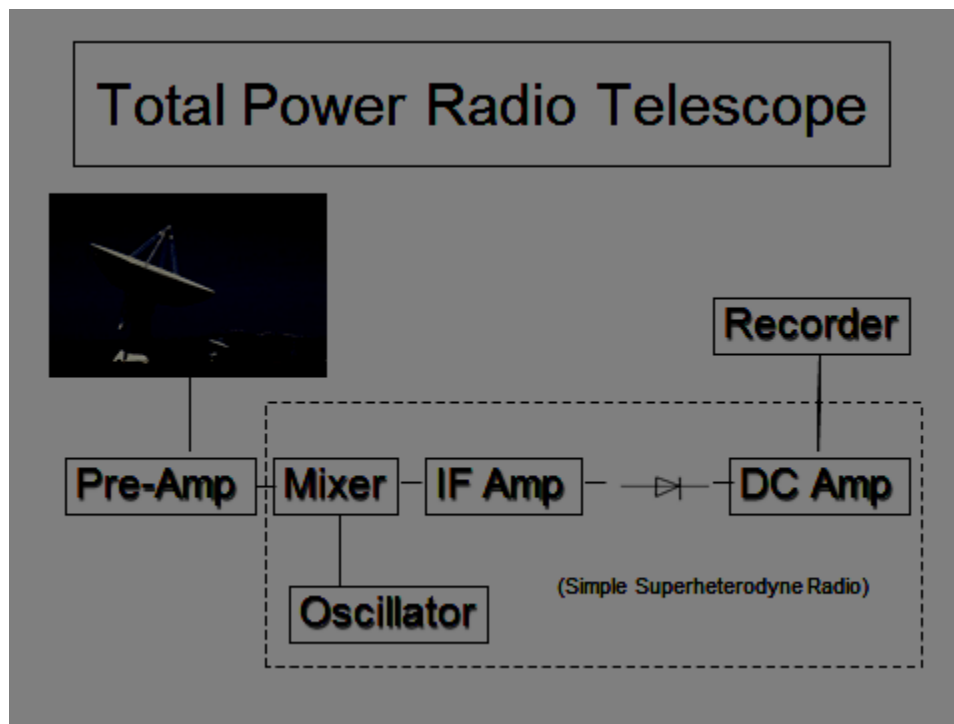 Total Power Radio Telescope
Recorder
Pre-Amp
Mixer
IF Amp
DC Amp
(Simple Superheterodyne Radio)
Oscillator